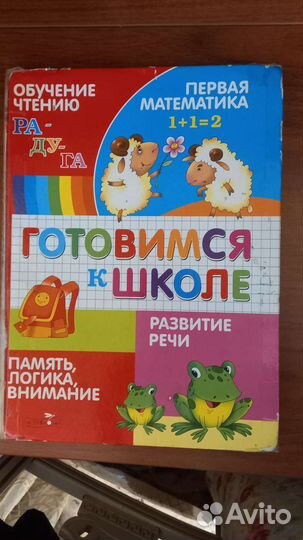 ОБУЧЕНИЕ
ЧТЕНИЮ
РА-
ДУ-
ГА
ПЕРВАЯ
МАТЕМАТИКА
1+1=2
ГОТОВИМСЯ
К ШКОЛЕ
РАЗВИТИЕ
РЕЧИ
ПАМЯТЬ,
ЛОГИКА,
ВНИМАНИЕ
Avito